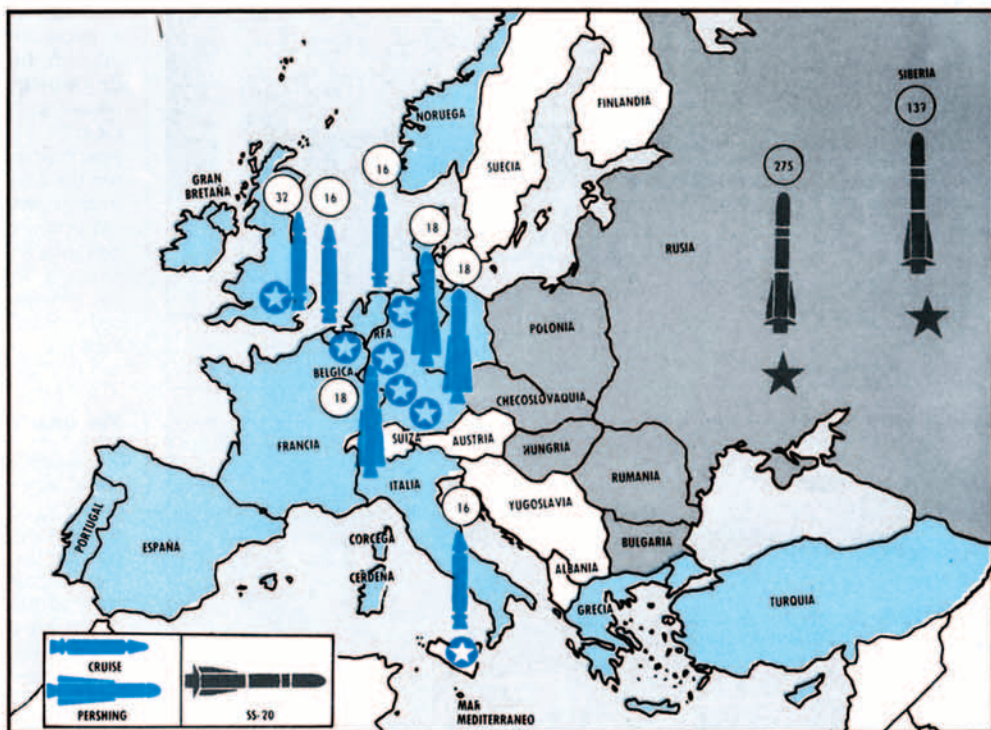 SIBERIA
137
NORUEGA
FINLANDIA
SUECIA
GRAN
BRETAÑA
16
275
32
16
18
RUSIA
18
POLONIA
RFA
BELGICA
18
CHECOSLOVAQUIA
FRANCIA
SUIZA
AUSTRIA
HUNGRIA
ITALIA
RUMANIA
16
YUGOSLAVIA
PORTUGAL
ESPAÑA
CORCEGA
CERDEÑA
BULGARIA
ALBANIA
GRECIA
TURQUIA
CRUISE
PERSHING
SS-20
MAR
MEDITERRANEO